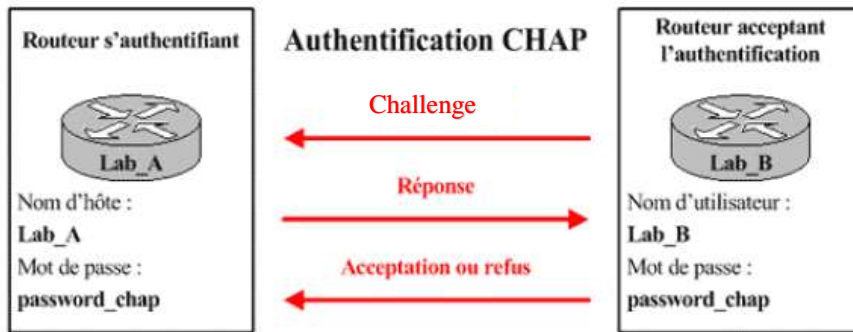 Routeur s'authentifiant
Lab_A
Nom d'hôte :
Lab_A
Mot de passe :
password_chap
Authentification CHAP
Challenge
Réponse
Acceptation ou refus
Routeur acceptant
l'authentification
Lab_B
Nom d'utilisateur :
Lab_B
Mot de passe :
password_chap